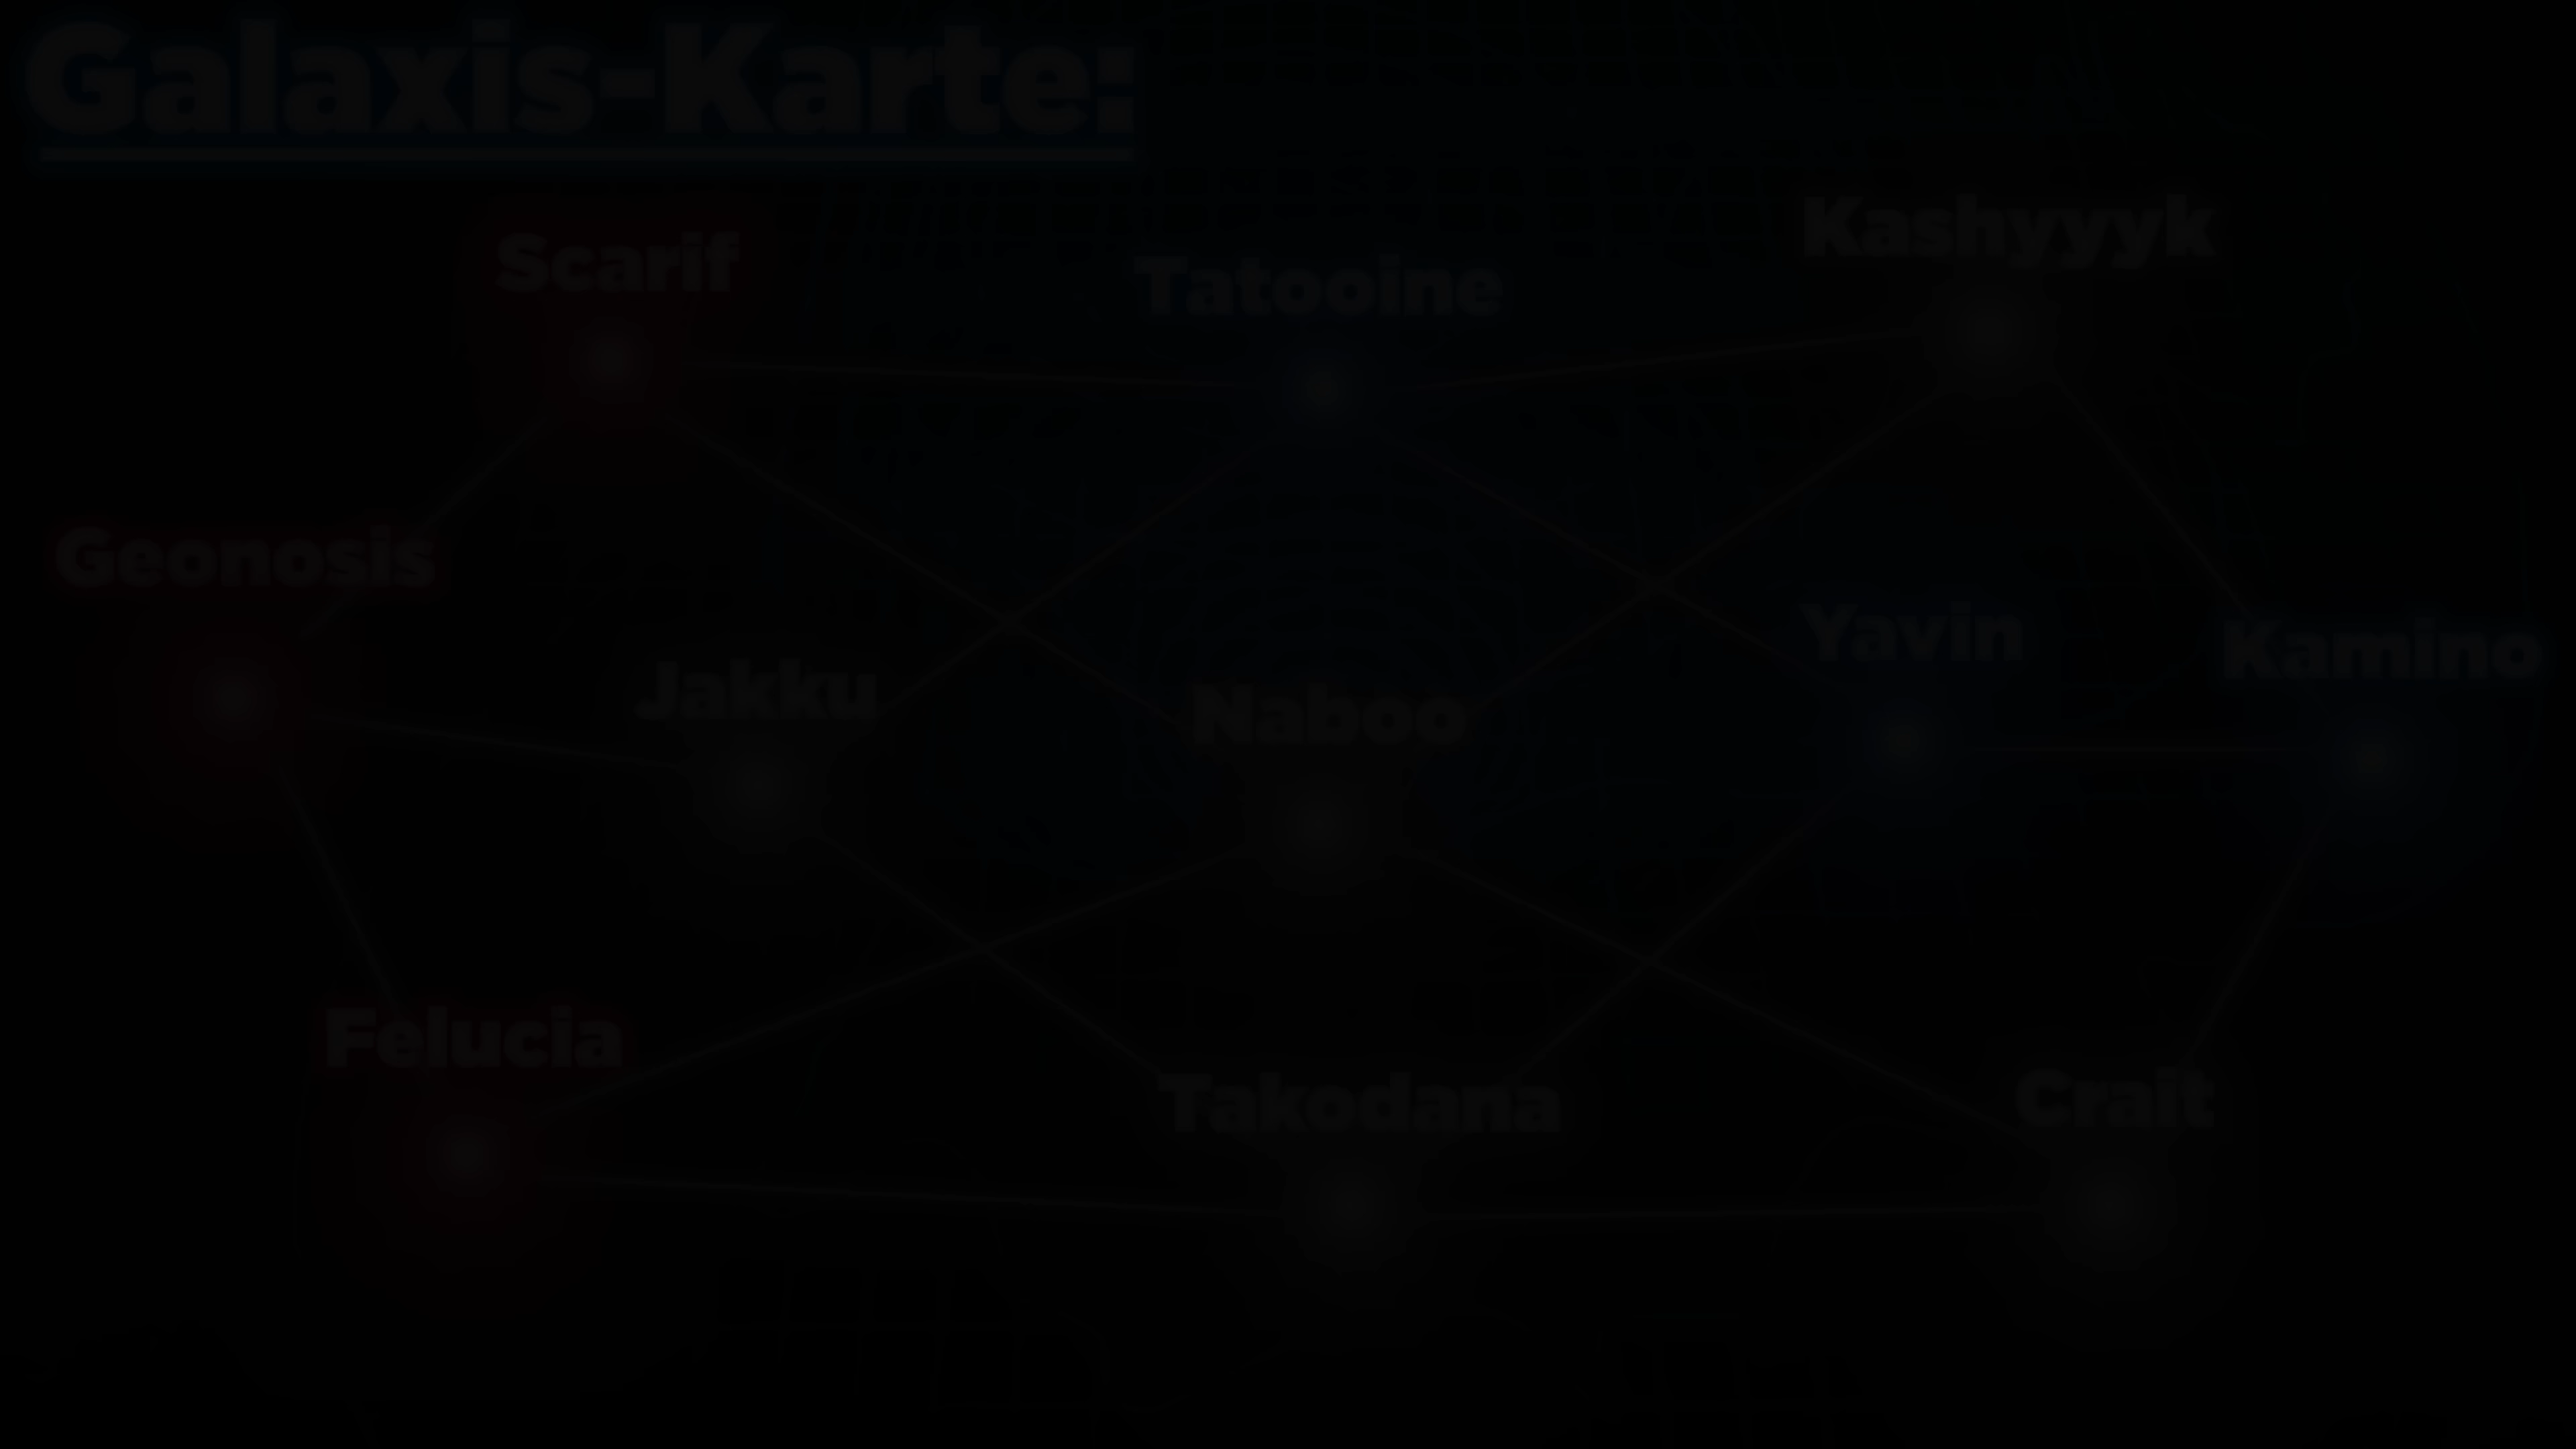 Galaxis-Karte:
Kashyyyk
Scarif
Tatooine
Geonosis
Yavin
Kamino
Jakku
Naboo
Felucia
Takodana
Crait